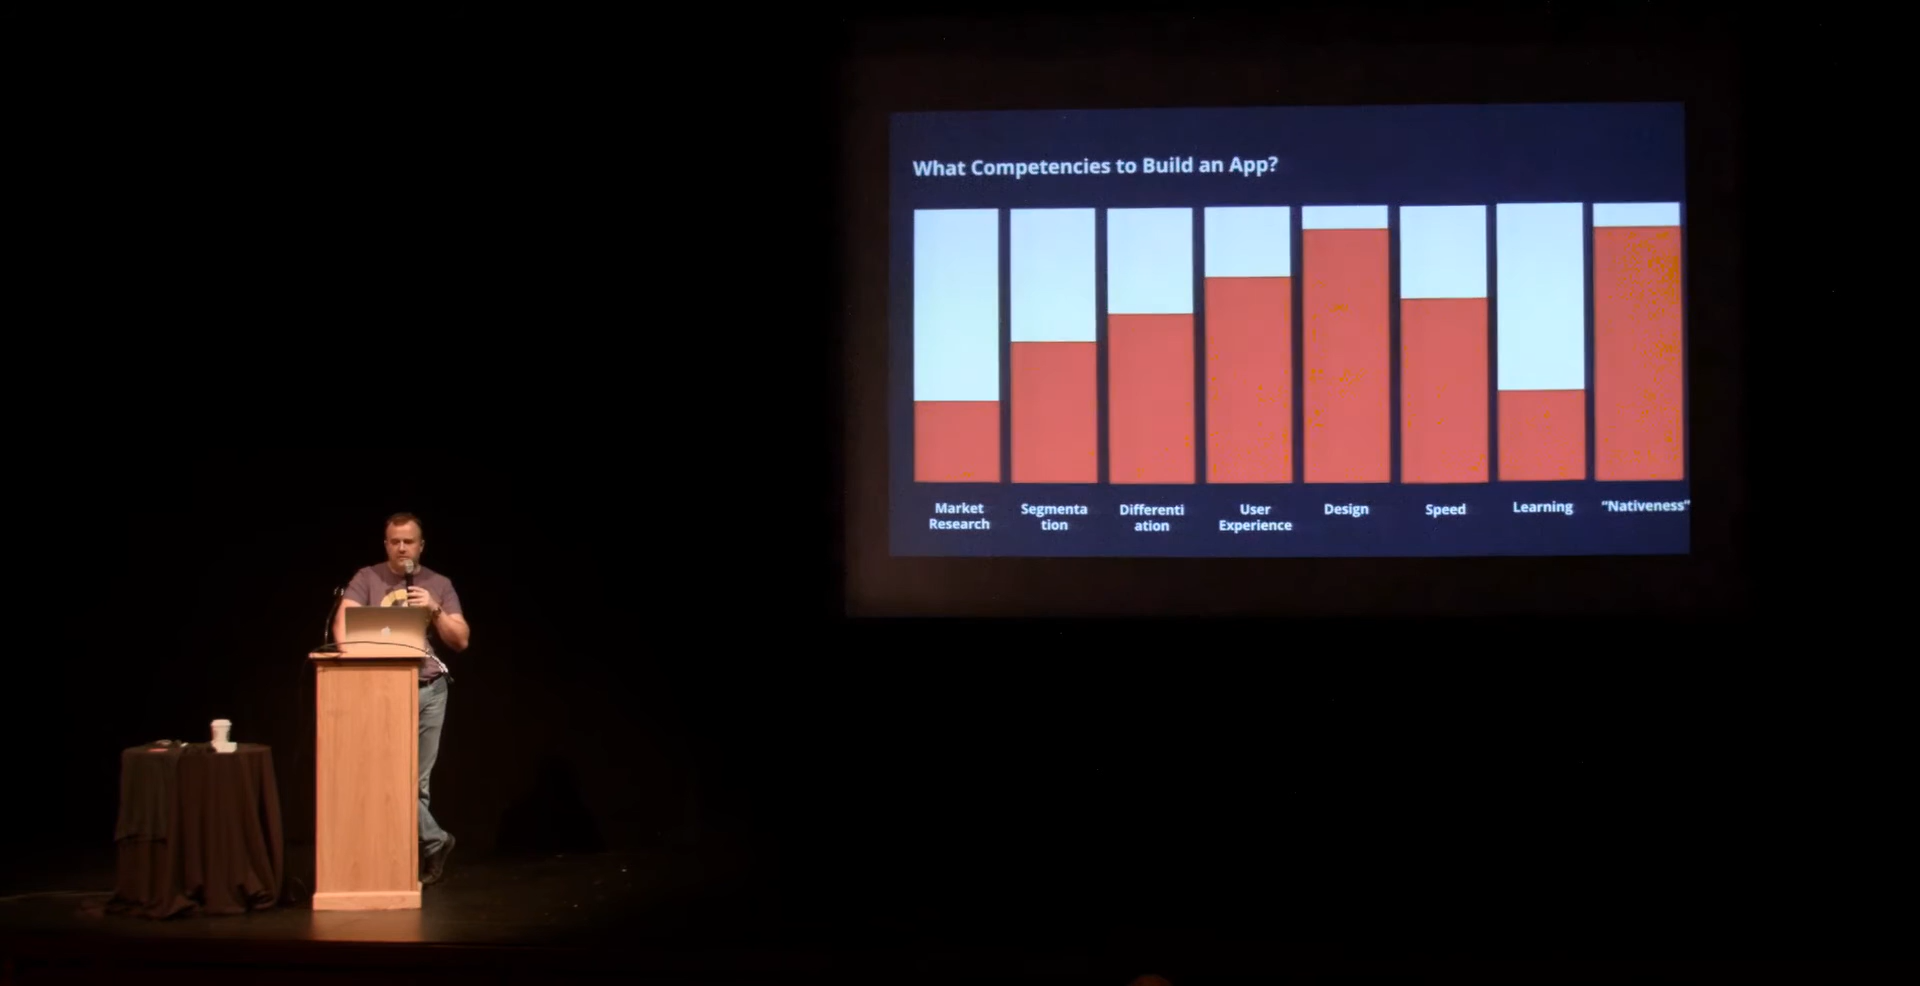 What Competencies to Build an App?
Market
Research
Segmenta
tion
Differenti
ation
User
Experience
Design
Speed
Learning
“Nativeness”